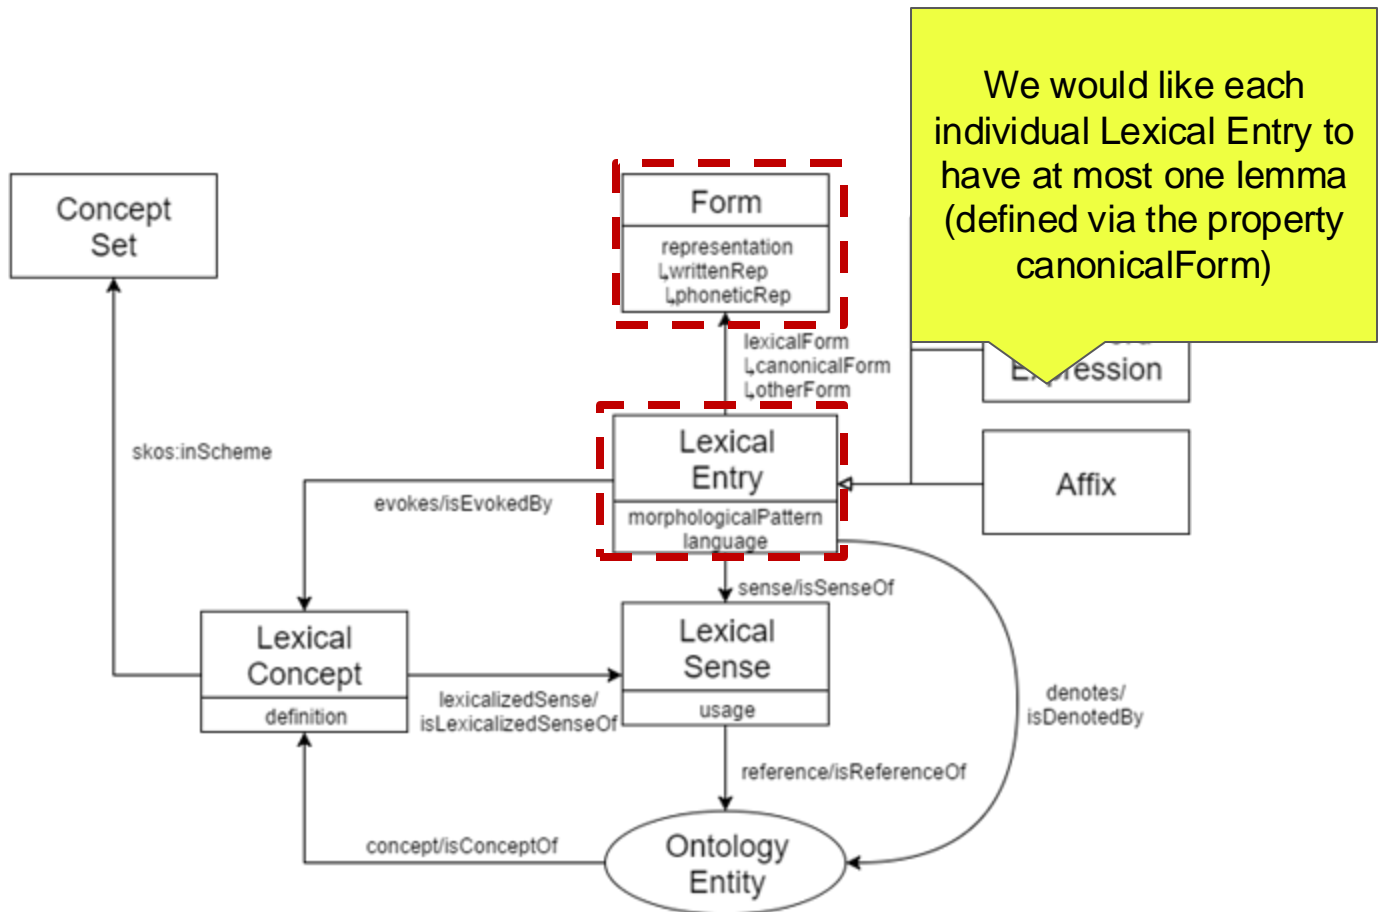 We would like each
individual Lexical Entry to
have at most one lemma
(defined via the property
canonicalForm)
Concept
Set
Form
representation
↳writtenRep
↳phoneticRep
lexicalForm
↳canonicalForm
↳otherForm
Expression
skos:inScheme
Lexical
Entry
morphologicalPattern
language
Affix
evokes/isEvokedBy
sense/isSenseOf
Lexical
Concept
definition
lexicalizedSense/
isLexicalizedSenseOf
Lexical
Sense
usage
denotes/
isDenotedBy
reference/isReferenceOf
concept/isConceptOf
Ontology
Entity